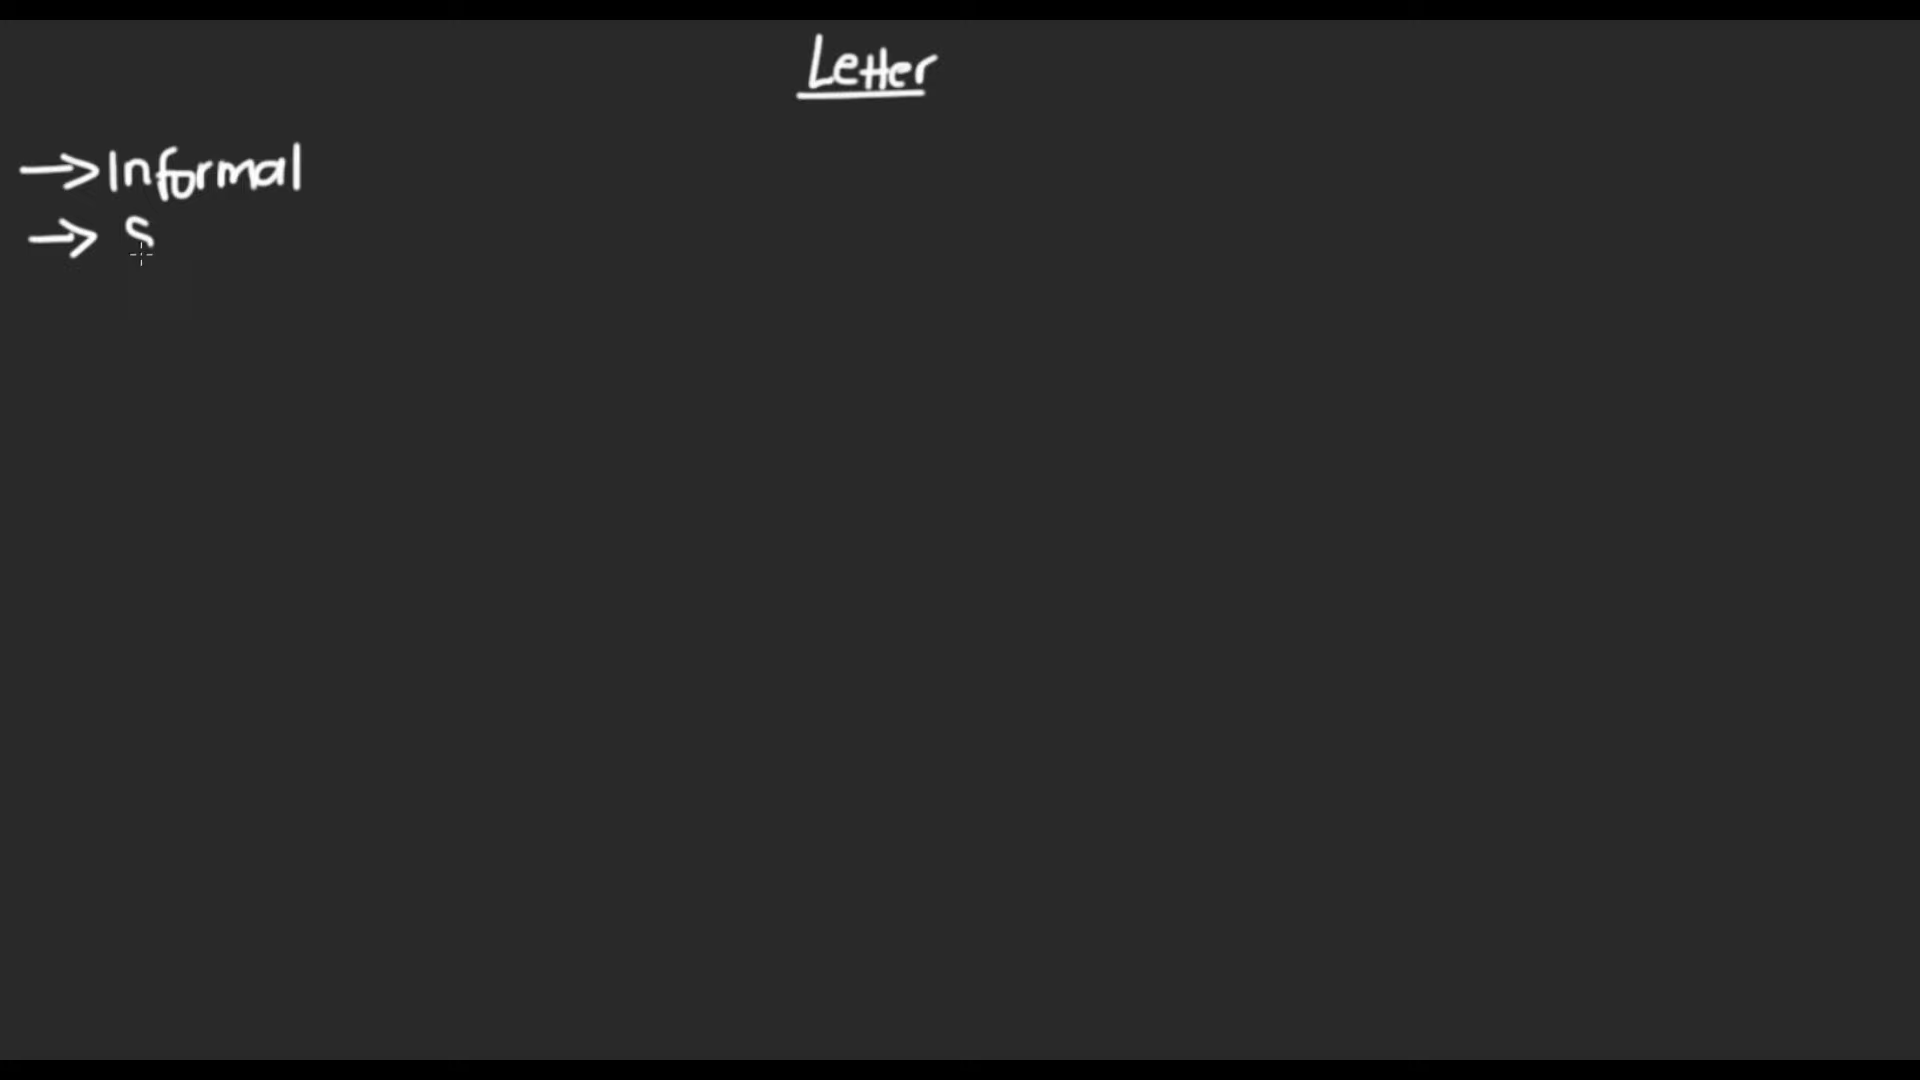 Letter
→ Informal
→ S